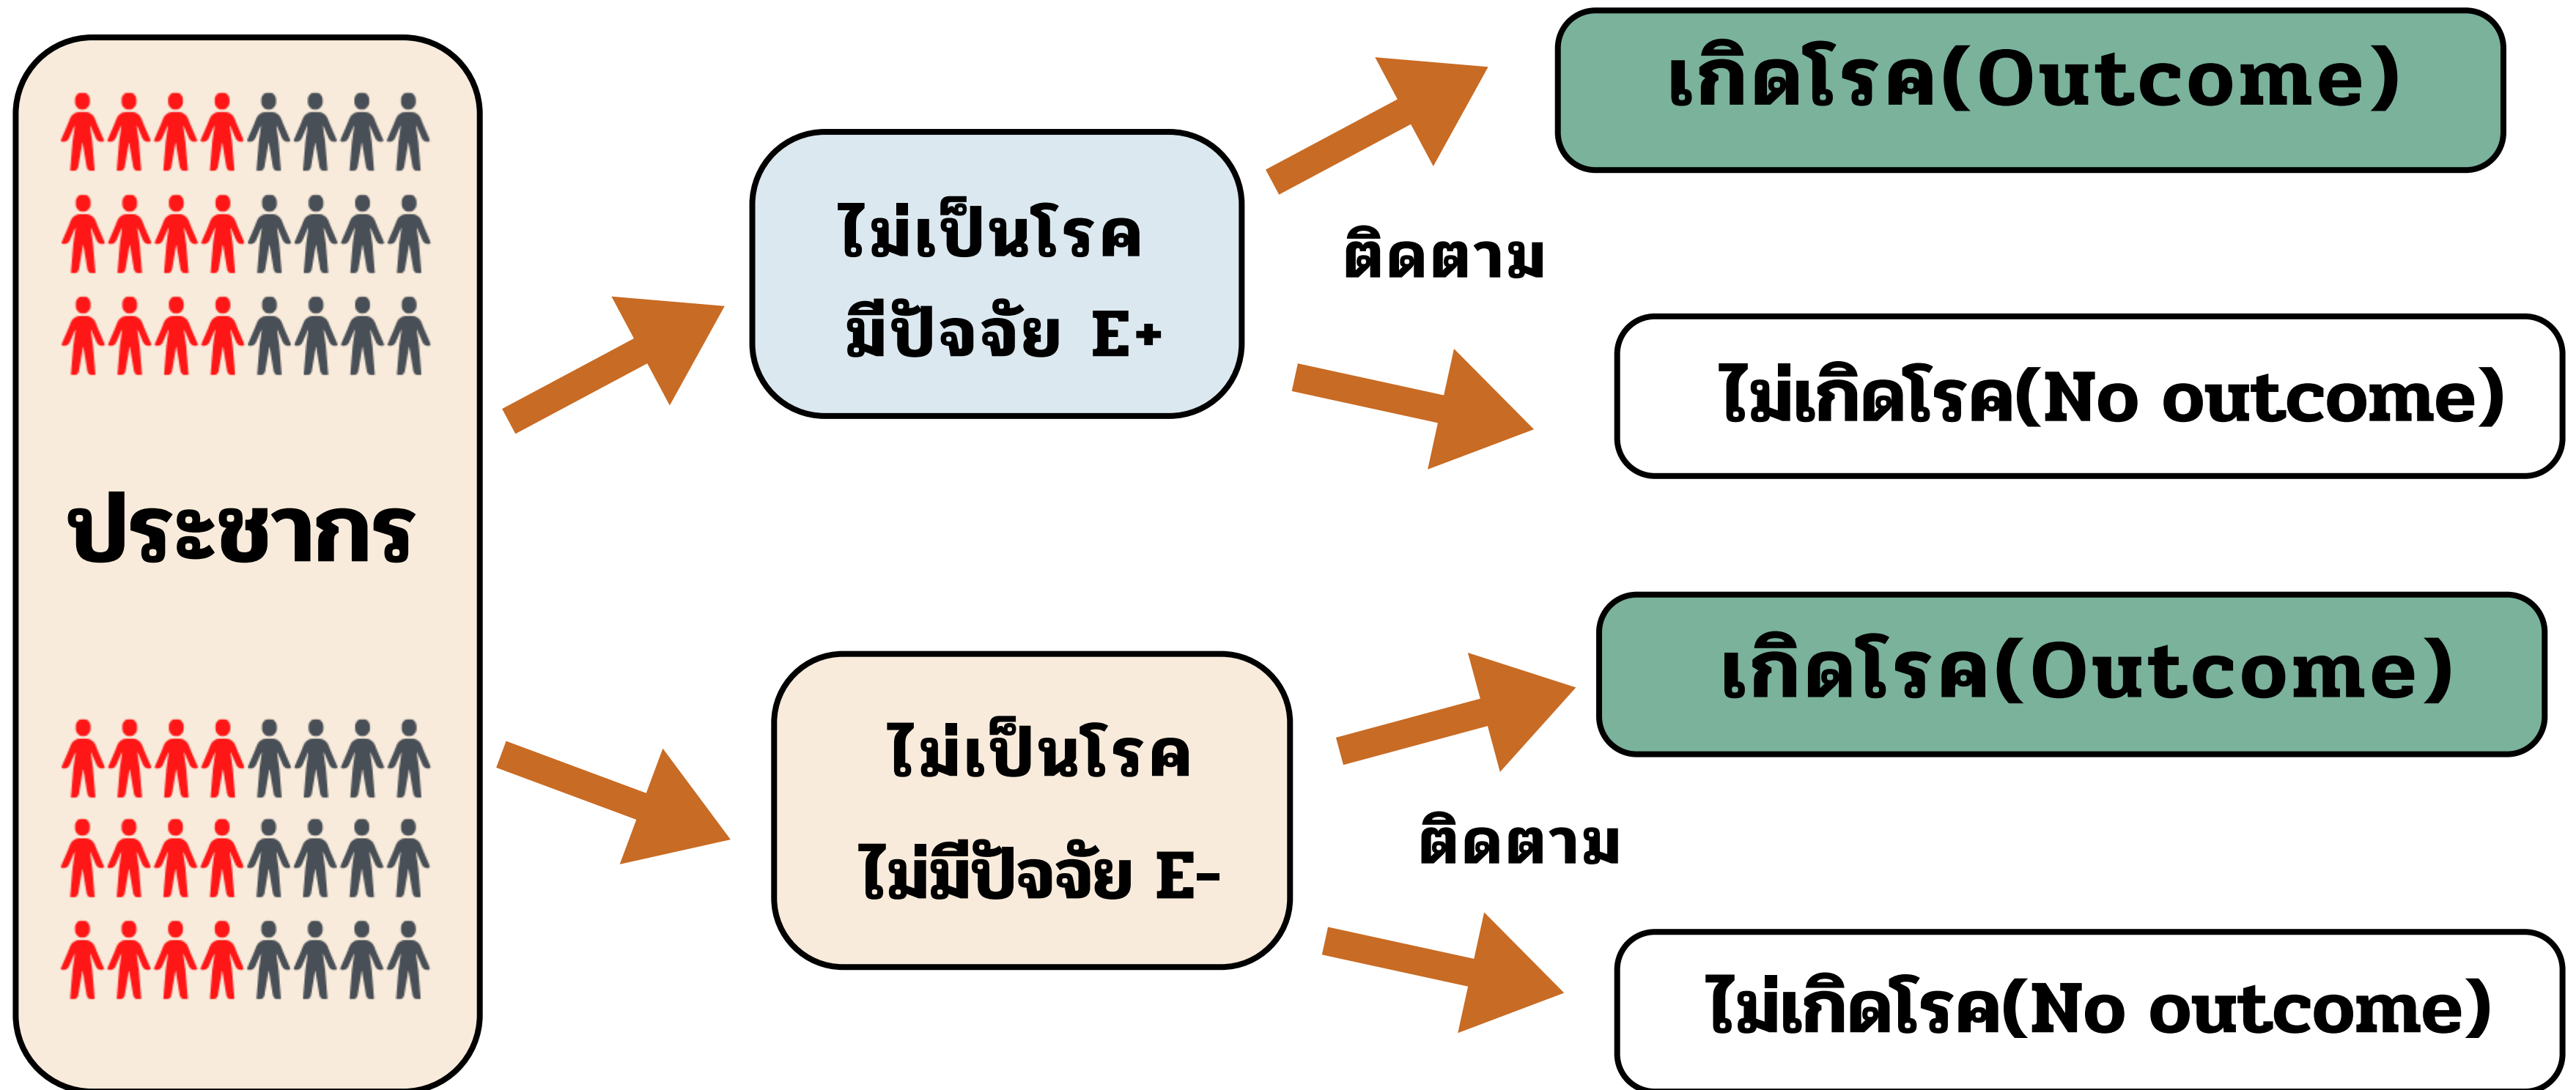 ประชากร
ไม่เป็นโรค
มีปัจจัย E+
ติดตาม
เกิดโรค(Outcome)
ไม่เกิดโรค(No outcome)
ไม่เป็นโรค
ไม่มีปัจจัย E-
ติดตาม
เกิดโรค(Outcome)
ไม่เกิดโรค(No outcome)